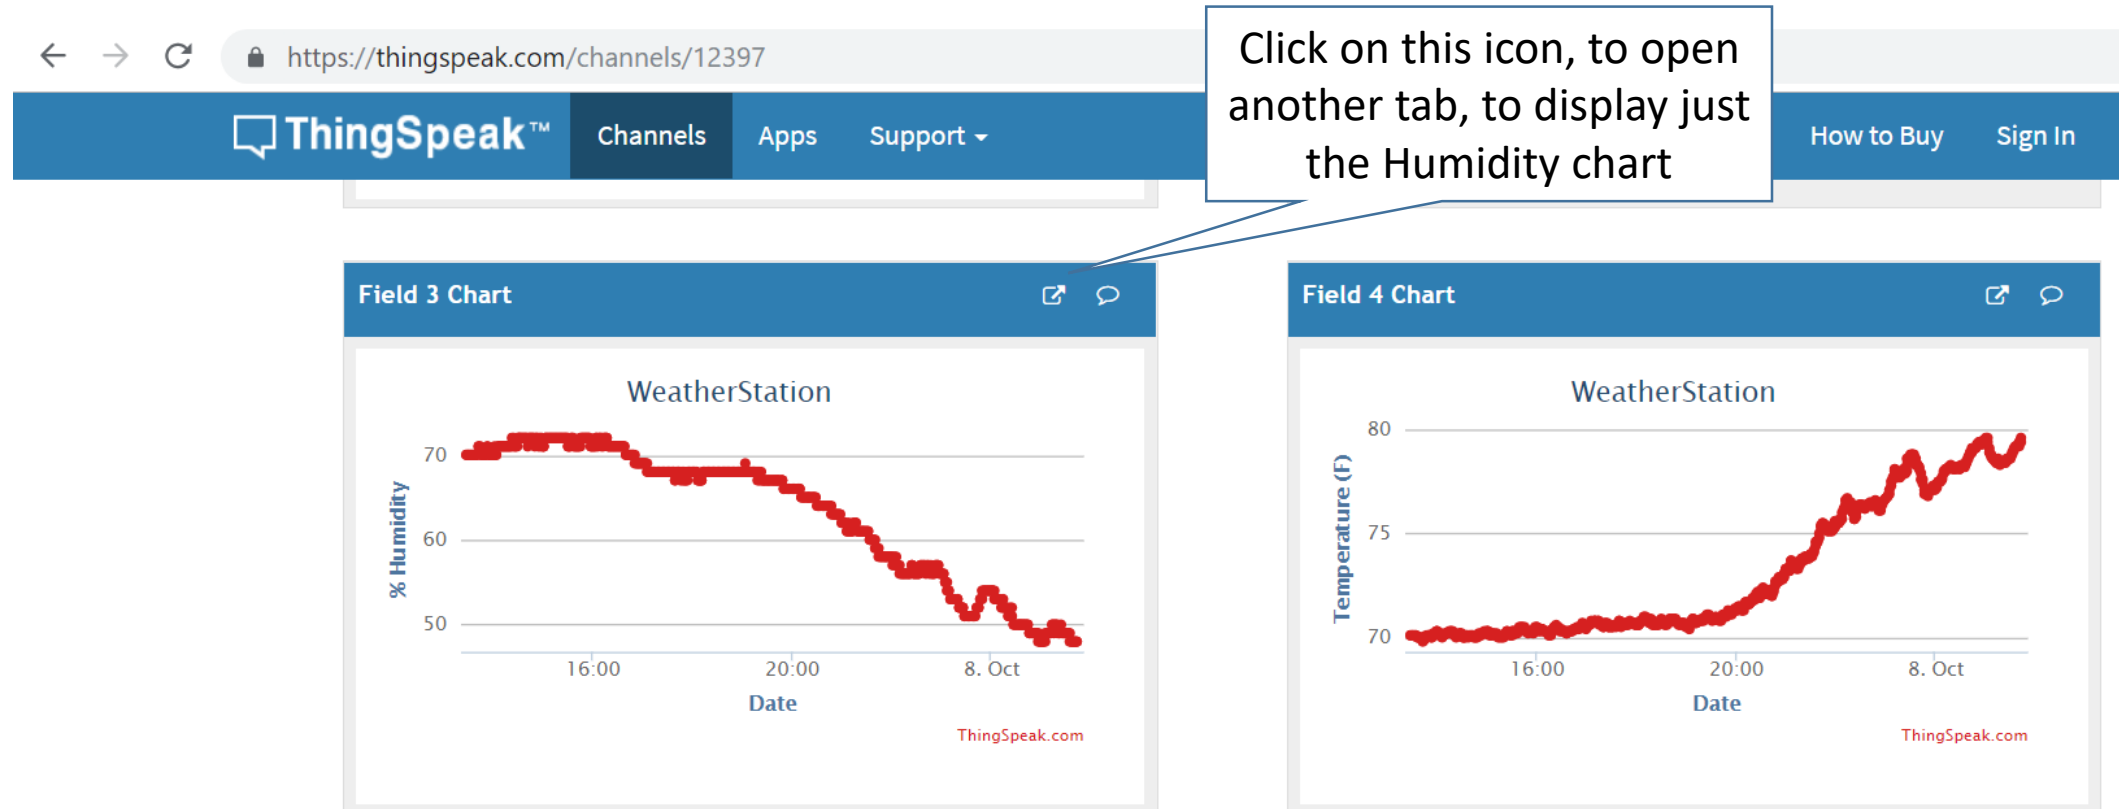 https://thingspeak.com/channels/12397
Click on this icon, to open
another tab, to display just
the Humidity chart
ThingSpeak™ Channels Apps Support How to Buy Sign In
Field 3 Chart
WeatherStation
70
60
50
% Humidity
16:00 20:00 8. Oct
Date
ThingSpeak.com
Field 4 Chart
WeatherStation
80
75
70
Temperature (F)
16:00 20:00 8. Oct
Date
ThingSpeak.com